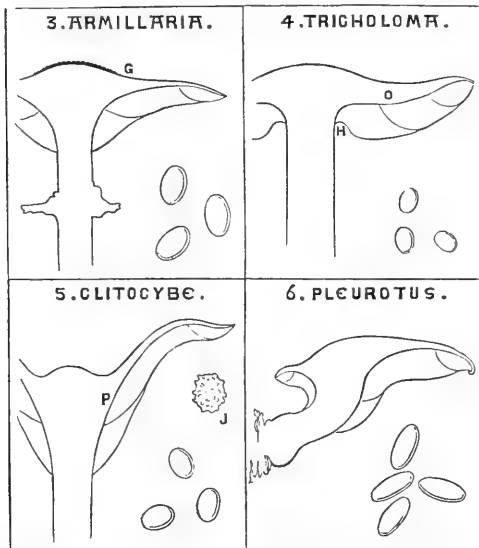 3. ARMILLARIA.
4. TRICHOLOMA.
G
O
H
5. CLITOCYBE.
6. PLEUROTUS.
P
J